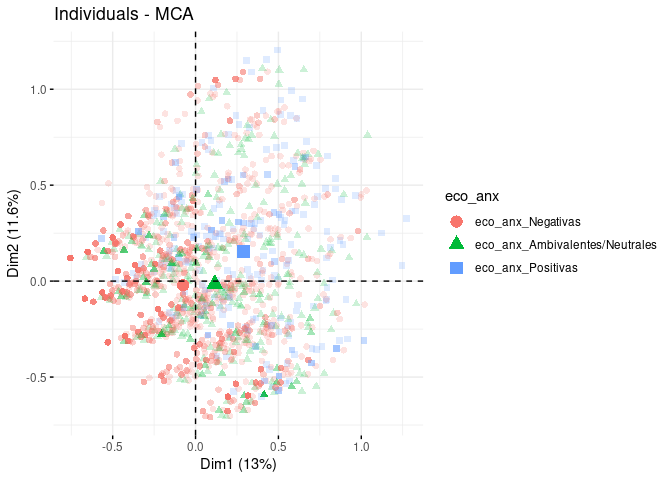 Individuals - MCA
1.0
0.5
0.0
-0.5
Dim2 (11.6%)
-0.5
0.0
0.5
1.0
Dim1 (13%)
eco_anx
eco_anx_Negativas
eco_anx_Ambivalentes/Neutrales
eco_anx_Positivas